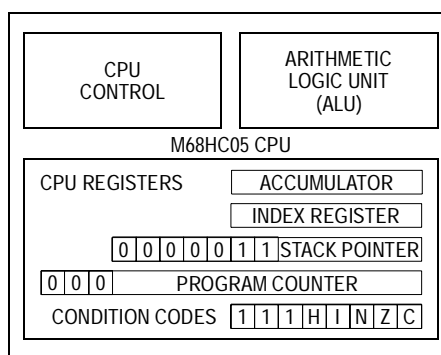 CPU
CONTROL
ARITHMETIC
LOGIC UNIT
(ALU)
M68HC05 CPU
CPU REGISTERS ACCUMULATOR
INDEX REGISTER
0 0 0 0 0 1 1 STACK POINTER
0 0 0 PROGRAM COUNTER
CONDITION CODES 1 1 1 H I N Z C